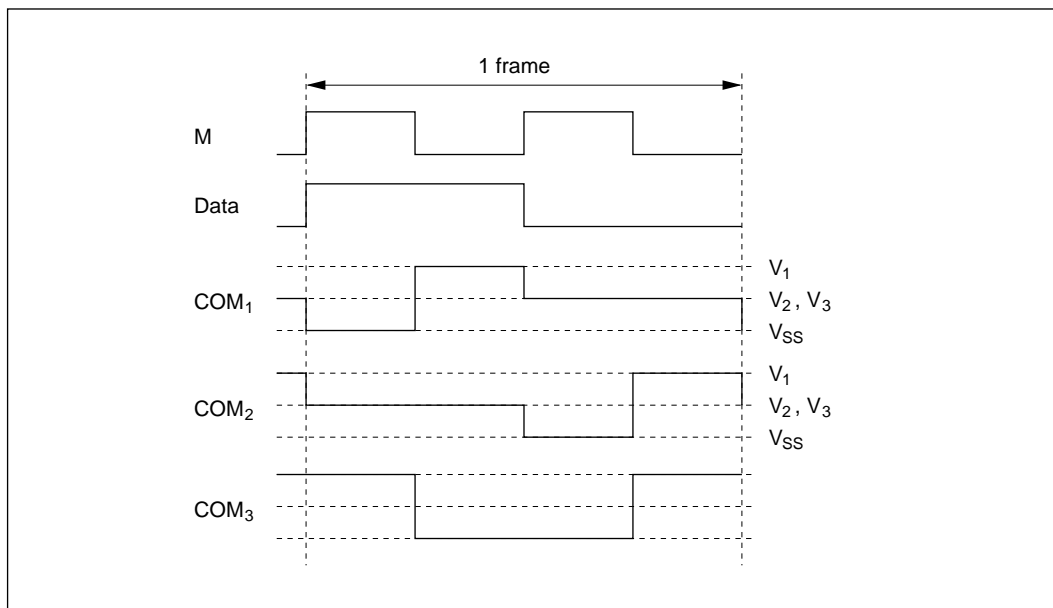 1 frame
M
Data
V1
COM1
V2 , V3
VSS
V1
COM2
V2 , V3
VSS
COM3